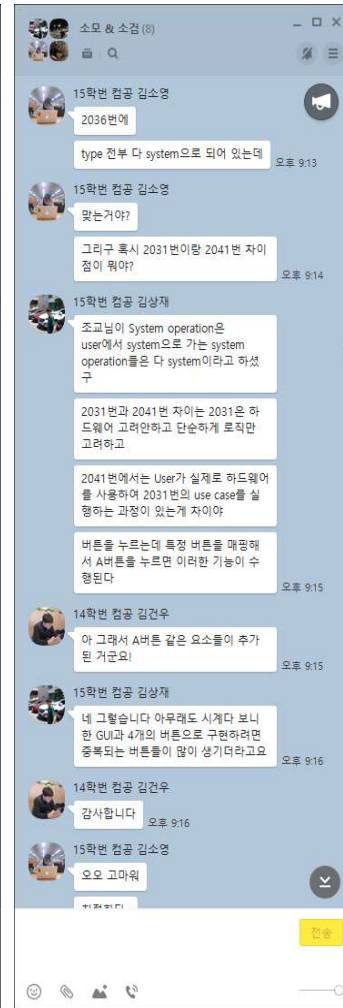 소모 & 소검 (8)
15학번 컴공 김소영
2036번에
type 전부 다 system으로 되어 있는데
오후 9:13
15학번 컴공 김소영
맞는거야?
그리구 혹시 2031번이랑 2041번 차이
점이 뭐야?
오후 9:14
15학번 컴공 김상재
조교님이 System operation은
user에서 system으로 가는 system
operation들은 다 system이라고 하셨
구
2031번과 2041번 차이는 2031은 하
드웨어 고려안하고 단순하게 로직만
고려하고
2041번에서는 User가 실제로 하드웨어
를 사용하여 2031번의 use case를 실
행하는 과정이 있는게 차이야
버튼을 누르는데 특정 버튼을 매핑해
서 A버튼을 누르면 이러한 기능이 수
행된다
오후 9:15
14학번 컴공 김건우
아 그래서 A버튼 같은 요소들이 추가
된 거군요!
오후 9:15
15학번 컴공 김상재
네 그렇습니다 아무래도 시계다 보니
한 GUI과 4개의 버튼으로 구현하려면
중복되는 버튼들이 많이 생기더라고요
오후 9:16
14학번 컴공 김건우
감사합니다
오후 9:16
15학번 컴공 김소영
오오 고마워
전송